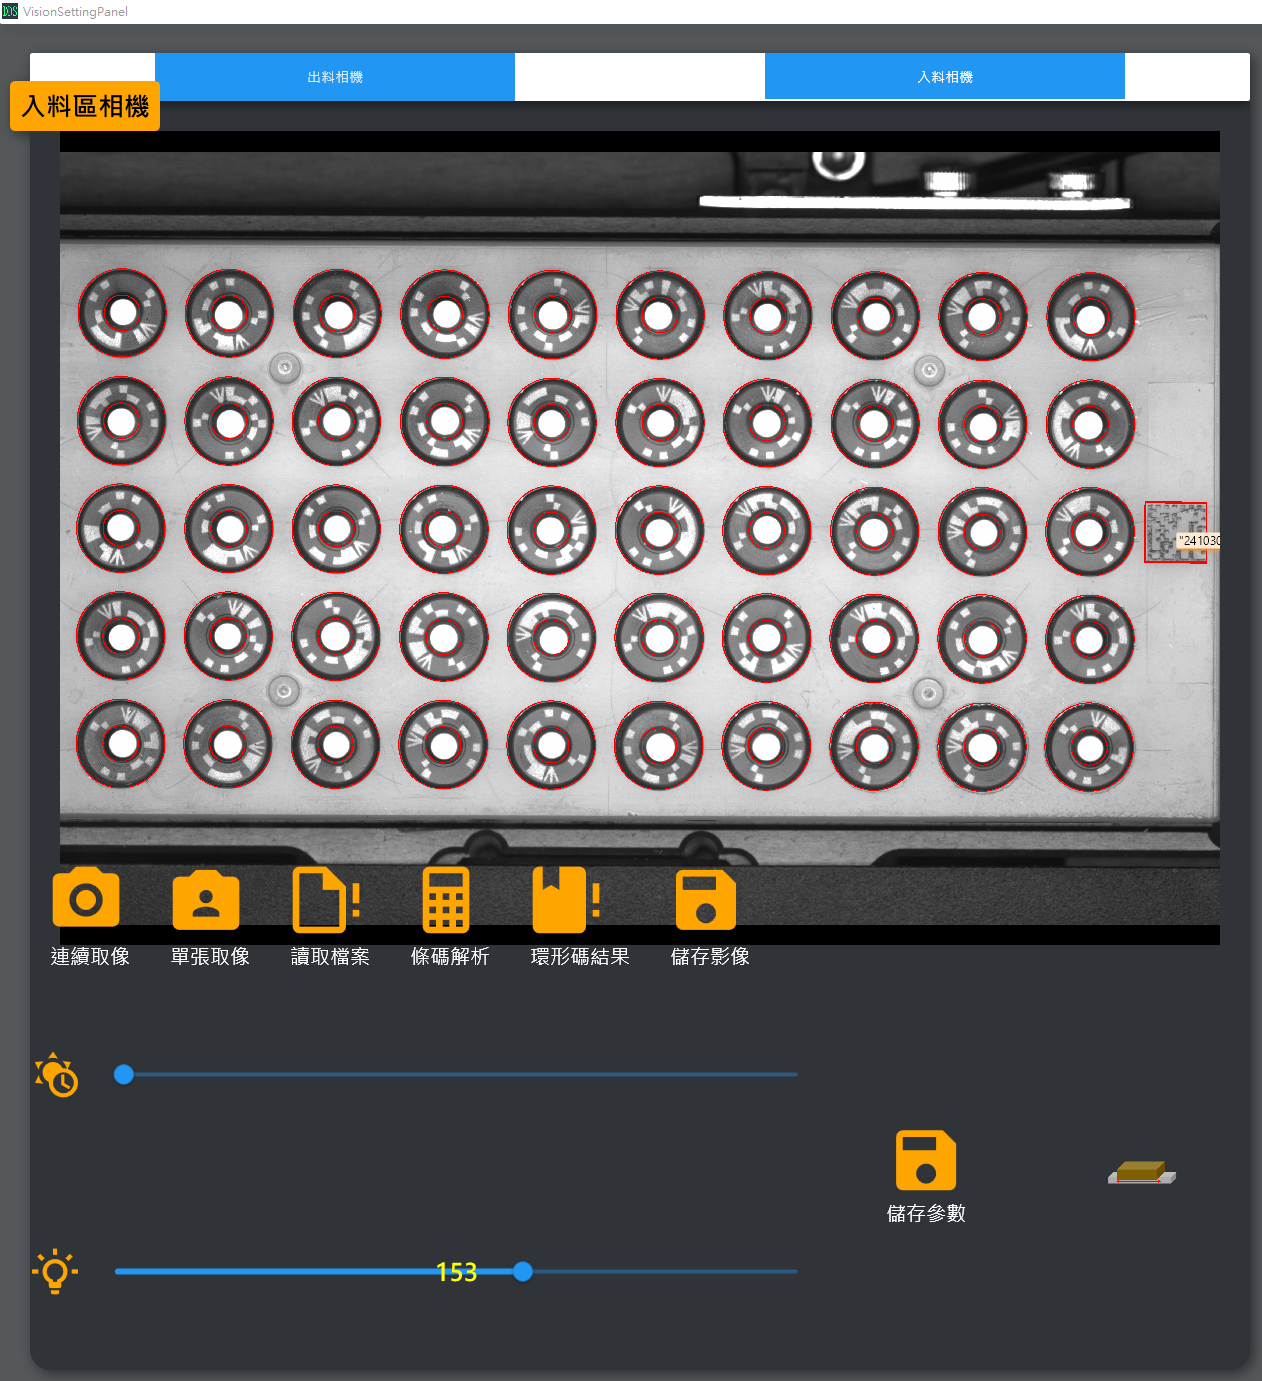 VisionSettingPanel
出料相機
入料相機
入料區相機
"241030
連續取像
單張取像
讀取檔案
條碼解析
環形碼結果
儲存影像
儲存參數
153